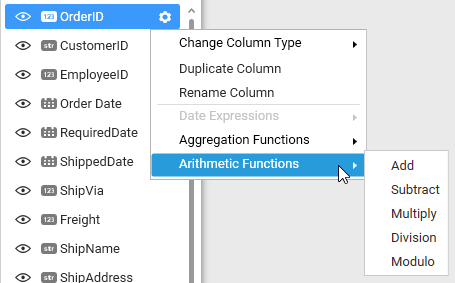 123 OrderID
str CustomerID
123 EmployeeID
Order Date
RequiredDate
ShippedDate
123 ShipVia
123 Freight
str ShipName
str ShipAddress
Change Column Type
Duplicate Column
Rename Column
Date Expressions
Aggregation Functions
Arithmetic Functions
Add
Subtract
Multiply
Division
Modulo